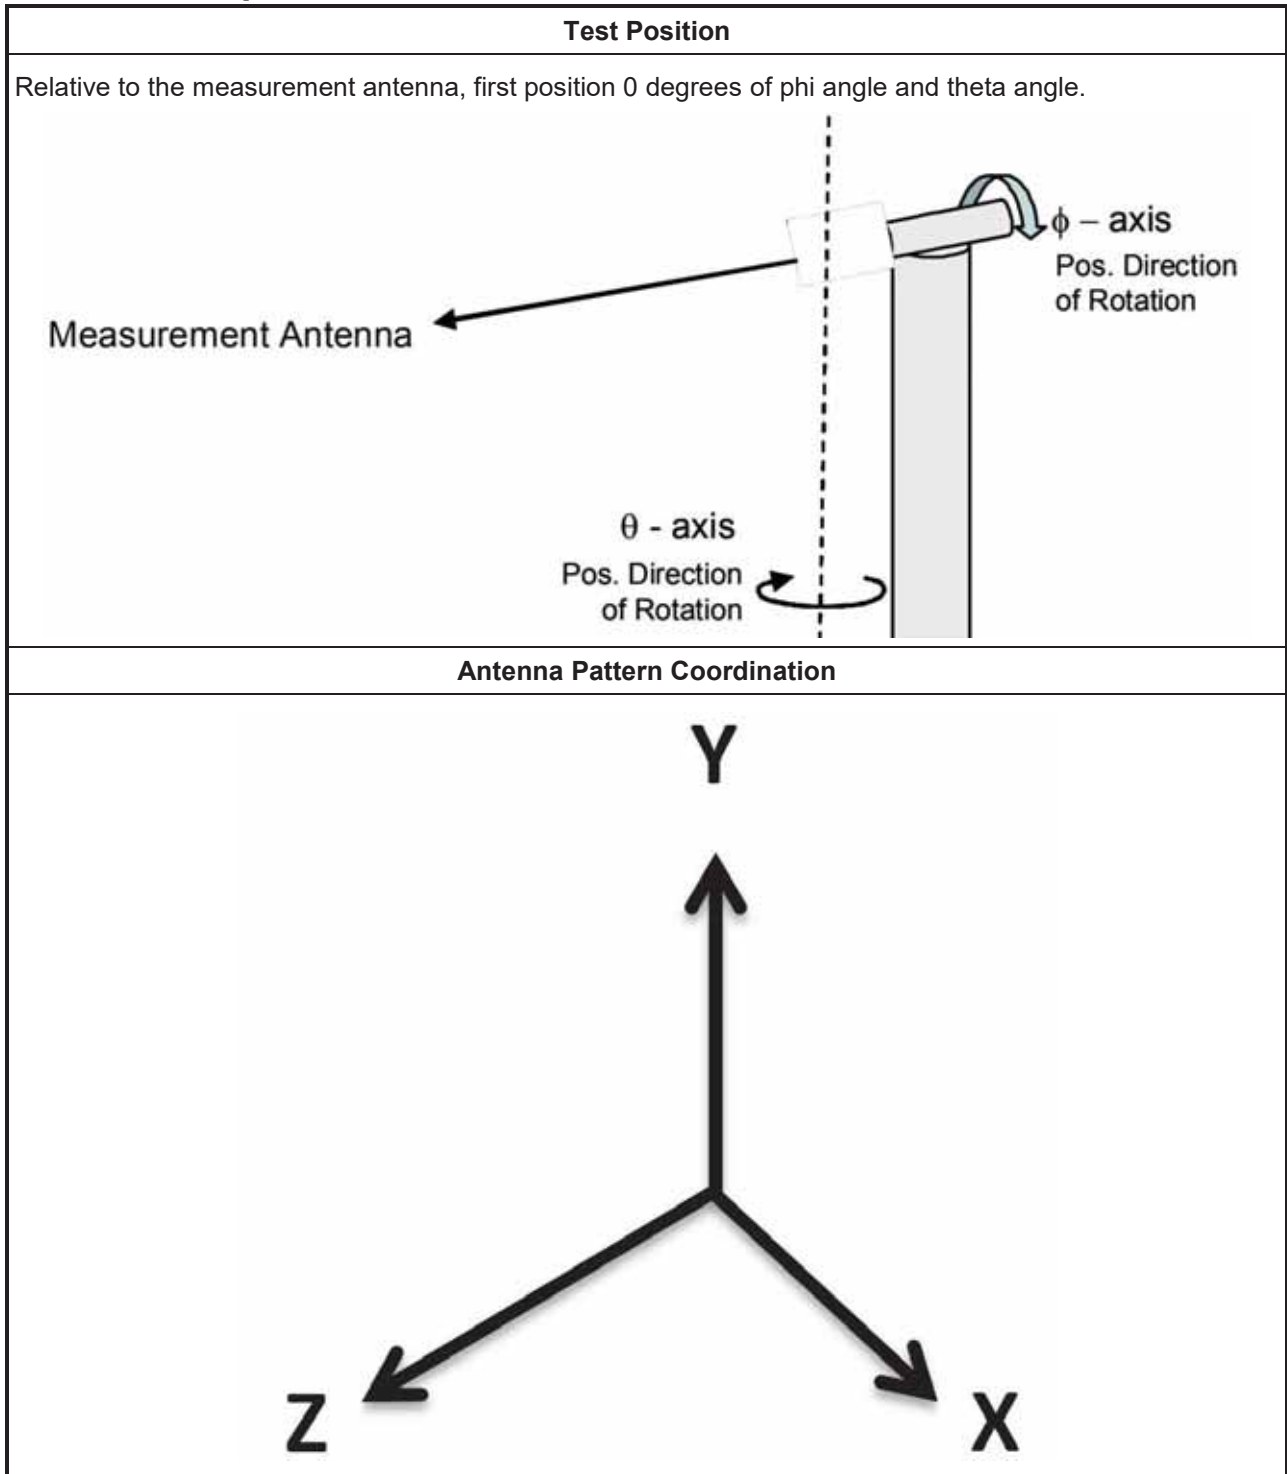 Test Position
Relative to the measurement antenna, first position 0 degrees of phi angle and theta angle.
ϕ – axis
Pos. Direction
of Rotation
Measurement Antenna
θ - axis
Pos. Direction
of Rotation
Antenna Pattern Coordination
Y
Z
X